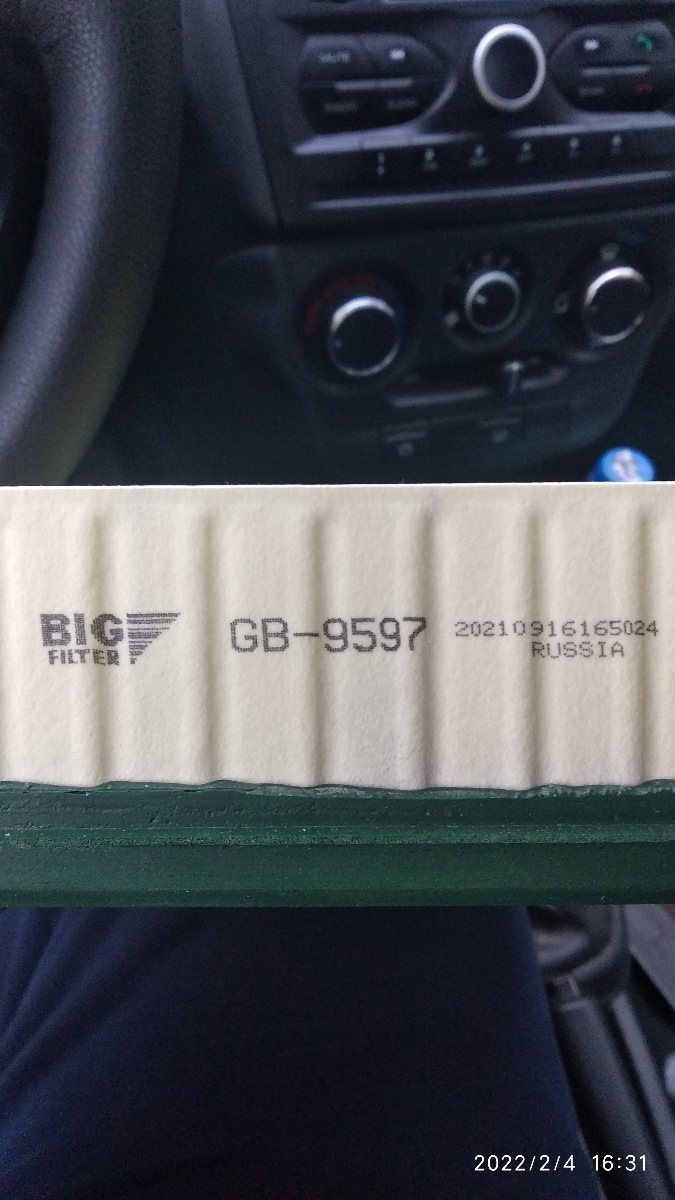 BIG
FILTER
GB-9597
20210916165024
RUSSIA
2022/2/4 16:31